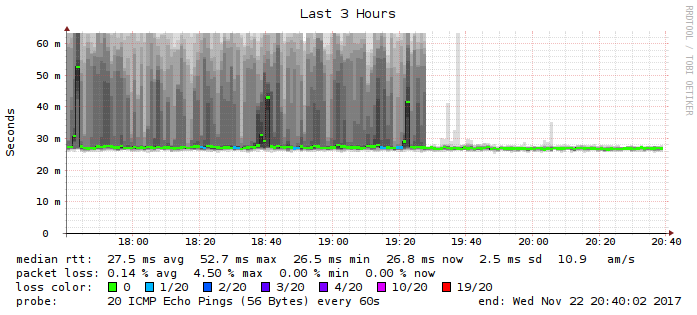 Last 3 Hours
RRDTOOL / TOBI OETIKER
Seconds
60 m
50 m
40 m
30 m
20 m
10 m
0
18:00 18:20 18:40 19:00 19:20 19:40 20:00 20:20 20:40
median rtt: 27.5 ms avg 52.7 ms max 26.5 ms min 26.8 ms now 2.5 ms sd 10.9 am/s
packet loss: 0.14 % avg 4.50 % max 0.00 % min 0.00 % now
loss color: 0 1/20 2/20 3/20 4/20 10/20 19/20
probe: 20 ICMP Echo Pings (56 Bytes) every 60s end: Wed Nov 22 20:40:02 2017